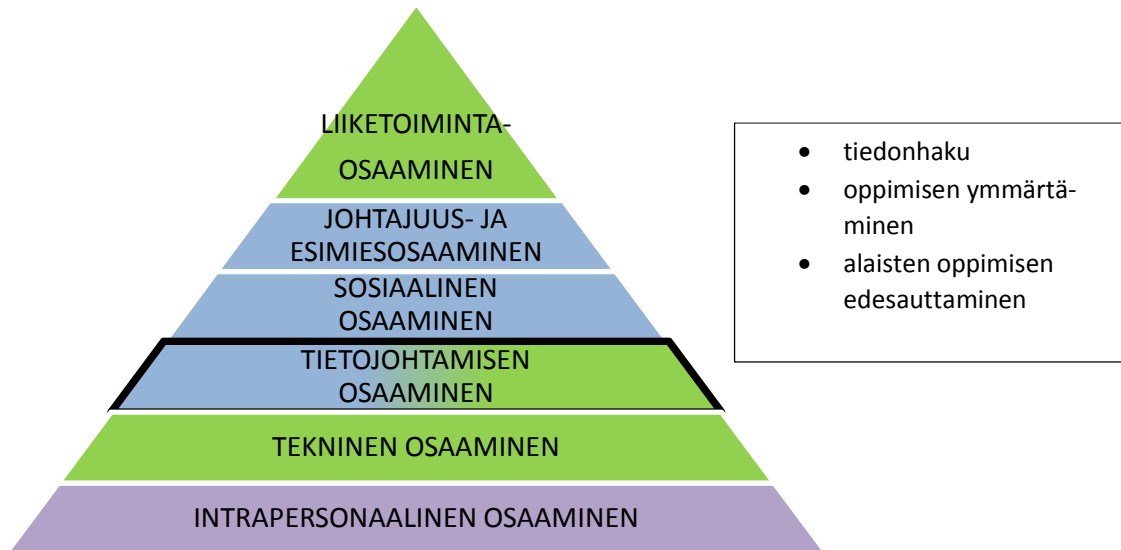 LIIKETOIMINTA-
OSAAMINEN
JOHTAJUUS- JA
ESIMIESOSAAMINEN
SOSIAALINEN
OSAAMINEN
TIETOJOHTAMISEN
OSAAMINEN
TEKNINEN OSAAMINEN
INTRAPERSONAALINEN OSAAMINEN
• tiedonhaku
• oppimisen ymmärtä-
minen
• alaisten oppimisen
edesauttaminen